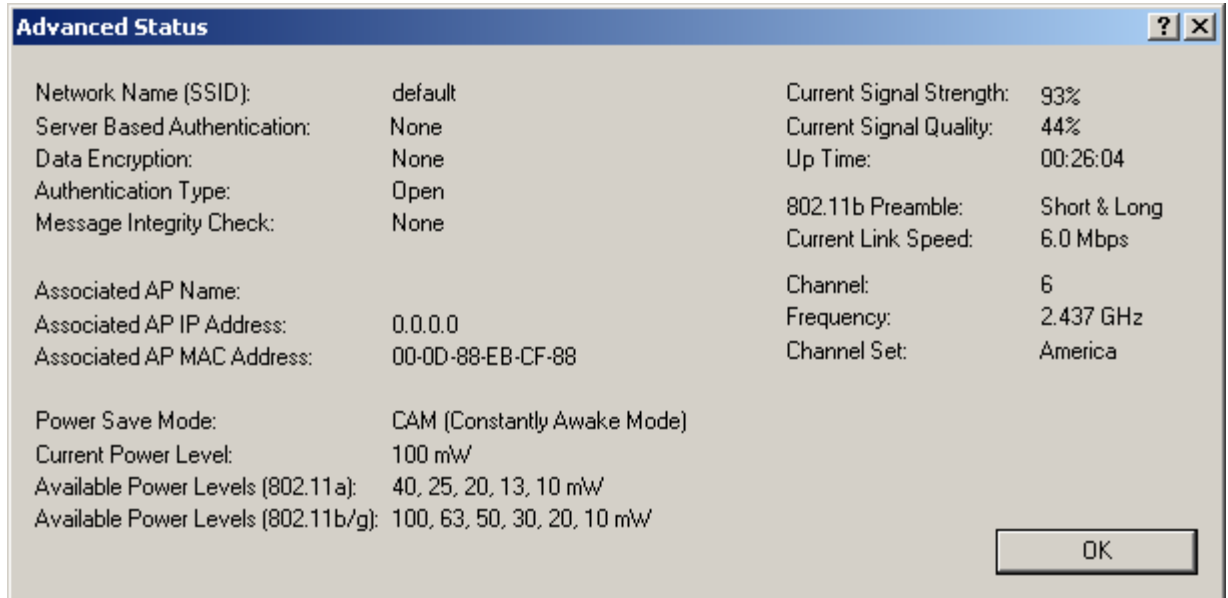 Advanced Status
Network Name (SSID): default
Server Based Authentication: None
Data Encryption: None
Authentication Type: Open
Message Integrity Check: None
Associated AP Name:
Associated AP IP Address: 0.0.0.0
Associated AP MAC Address: 00-0D-88-EB-CF-88
Power Save Mode: CAM (Constantly Awake Mode)
Current Power Level: 100 mW
Available Power Levels (802.11a): 40, 25, 20, 13, 10 mW
Available Power Levels (802.11b/g): 100, 63, 50, 30, 20, 10 mW
Current Signal Strength: 93%
Current Signal Quality: 44%
Up Time: 00:26:04
802.11b Preamble: Short & Long
Current Link Speed: 6.0 Mbps
Channel: 6
Frequency: 2.437 GHz
Channel Set: America
OK